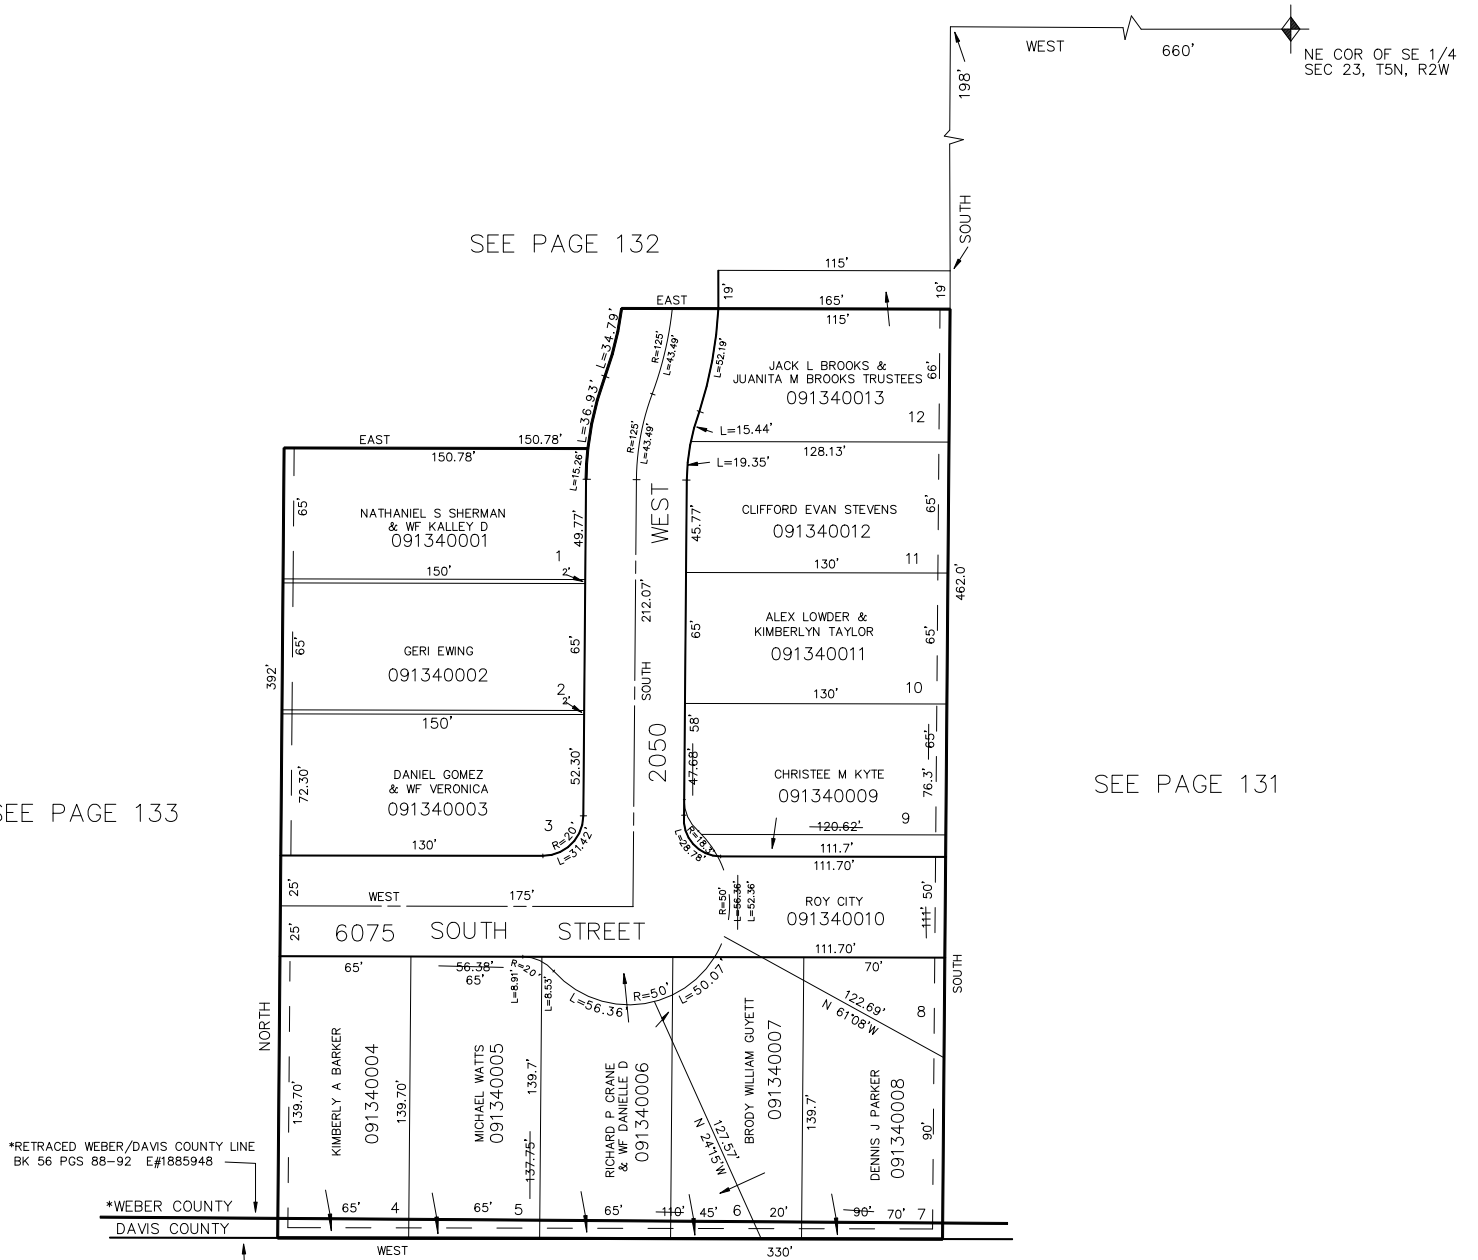 WEST
660'
NE COR OF SE 1/4
SEC 23, T5N, R2W
198'
SOUTH
SEE PAGE 132
115'
19'
19'
EAST
165'
115'
L=34.79'
R=125'
L=43.49'
L=52.19'
JACK L BROOKS &
JUANITA M BROOKS TRUSTEES
091340013
66'
12
L=36.93'
R=125'
L=43.49'
L=15.44'
128.13'
EAST
150.78'
150.78'
L=15.26'
L=19.35'
WEST
65'
NATHANIEL S SHERMAN
& WF KALLEY D
091340001
49.77'
1
2'
150'
45.77'
CLIFFORD EVAN STEVENS
091340012
65'
11
130'
462.0'
212.07'
65'
GERI EWING
091340002
65'
2
2'
150'
392'
SOUTH
65'
ALEX LOWDER &
KIMBERLYN TAYLOR
091340011
65'
10
130'
2050
72.30'
DANIEL GOMEZ
& WF VERONICA
091340003
52.30'
3
R=20'
L=31.42'
130'
58'
47.68'
CHRISTEE M KYTE
091340009
65'
76.3'
9
120.62'
R=18.3'
L=28.78'
111.7'
111.70'
SEE PAGE 131
SEE PAGE 133
25'
WEST
175'
25'
6075 SOUTH STREET
R=50'
L=56.36'
L=52.36'
ROY CITY
091340010
50'
111'
111.70'
65'
56.38'
65'
R=20'
L=8.91'
L=8.53'
L=56.36'
R=50'
L=50.07'
70'
SOUTH
122.69'
N 61°08'W
8
NORTH
139.70'
KIMBERLY A BARKER
091340004
139.70'
MICHAEL WATTS
091340005
139.7'
137.75'
RICHARD P CRANE
& WF DANIELLE D
091340006
127.57'
N 24°15'W
BRODY WILLIAM GUYETT
091340007
139.7'
DENNIS J PARKER
091340008
90'
*RETRACED WEBER/DAVIS COUNTY LINE
BK 56 PGS 88-92 E#1885948
*WEBER COUNTY
DAVIS COUNTY
65'
4
65'
5
65'
110'
45'
6
20'
90'
70'
7
WEST
330'